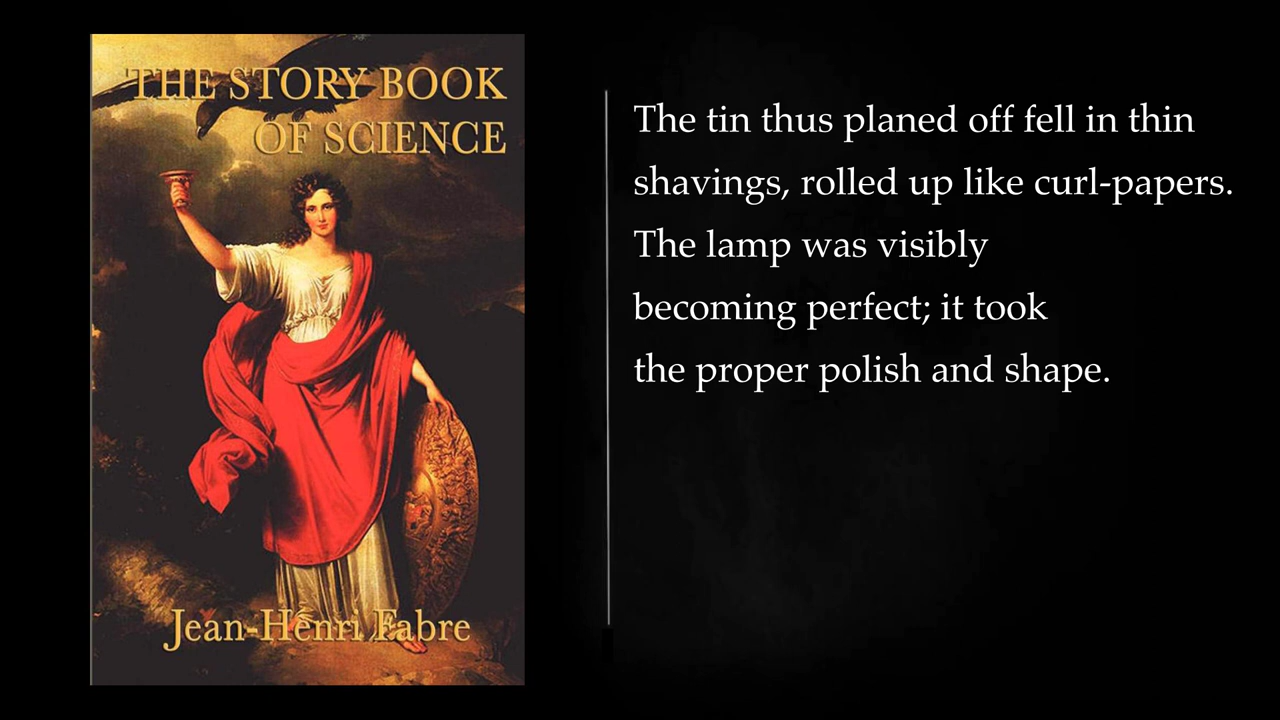 THE STORY BOOK
OF SCIENCE
Jean-Henri Fabre
The tin thus planed off fell in thin
shavings, rolled up like curl-papers.
The lamp was visibly
becoming perfect; it took
the proper polish and shape.